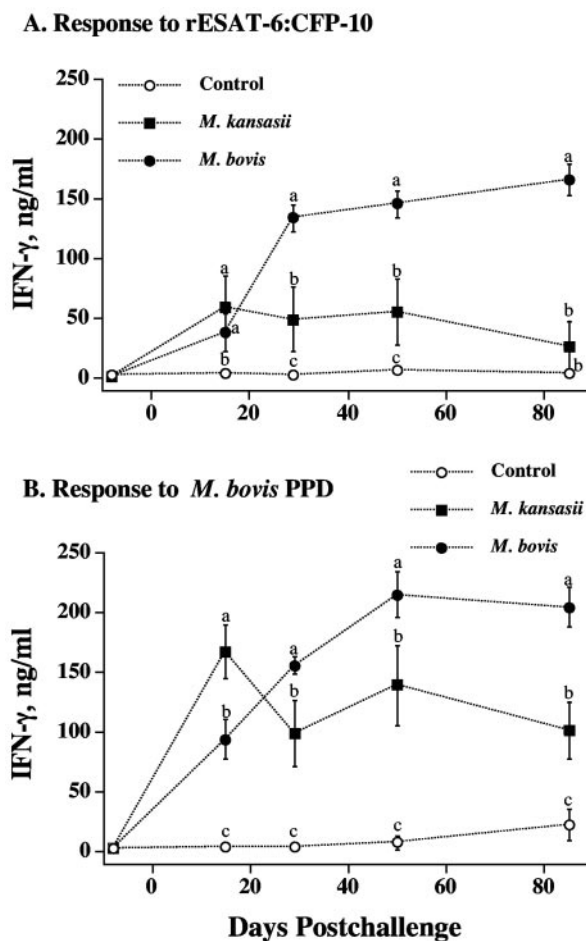 A. Response to rESAT-6:CFP-10
250
200
150
100
50
0
IFN-γ, ng/ml
Control
M. kansasii
M. bovis
a
a
a
a
a
b
b
b
b
c
c
b
0
20
40
60
80
Control
M. kansasii
M. bovis
B. Response to M. bovis PPD
250
200
150
100
50
0
IFN-γ, ng/ml
a
a
a
a
b
b
b
b
c
c
c
c
0
20
40
60
80
Days Postchallenge